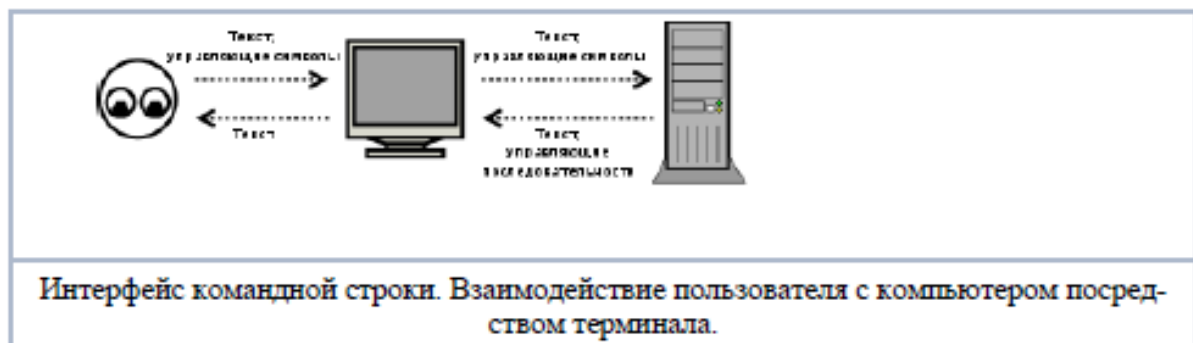 Текст, Текст,
управляющие символы управляющие символы
Текст Текст,
управляющие
последовательности
Интерфейс командной строки. Взаимодействие пользователя с компьютером посред-
ством терминала.